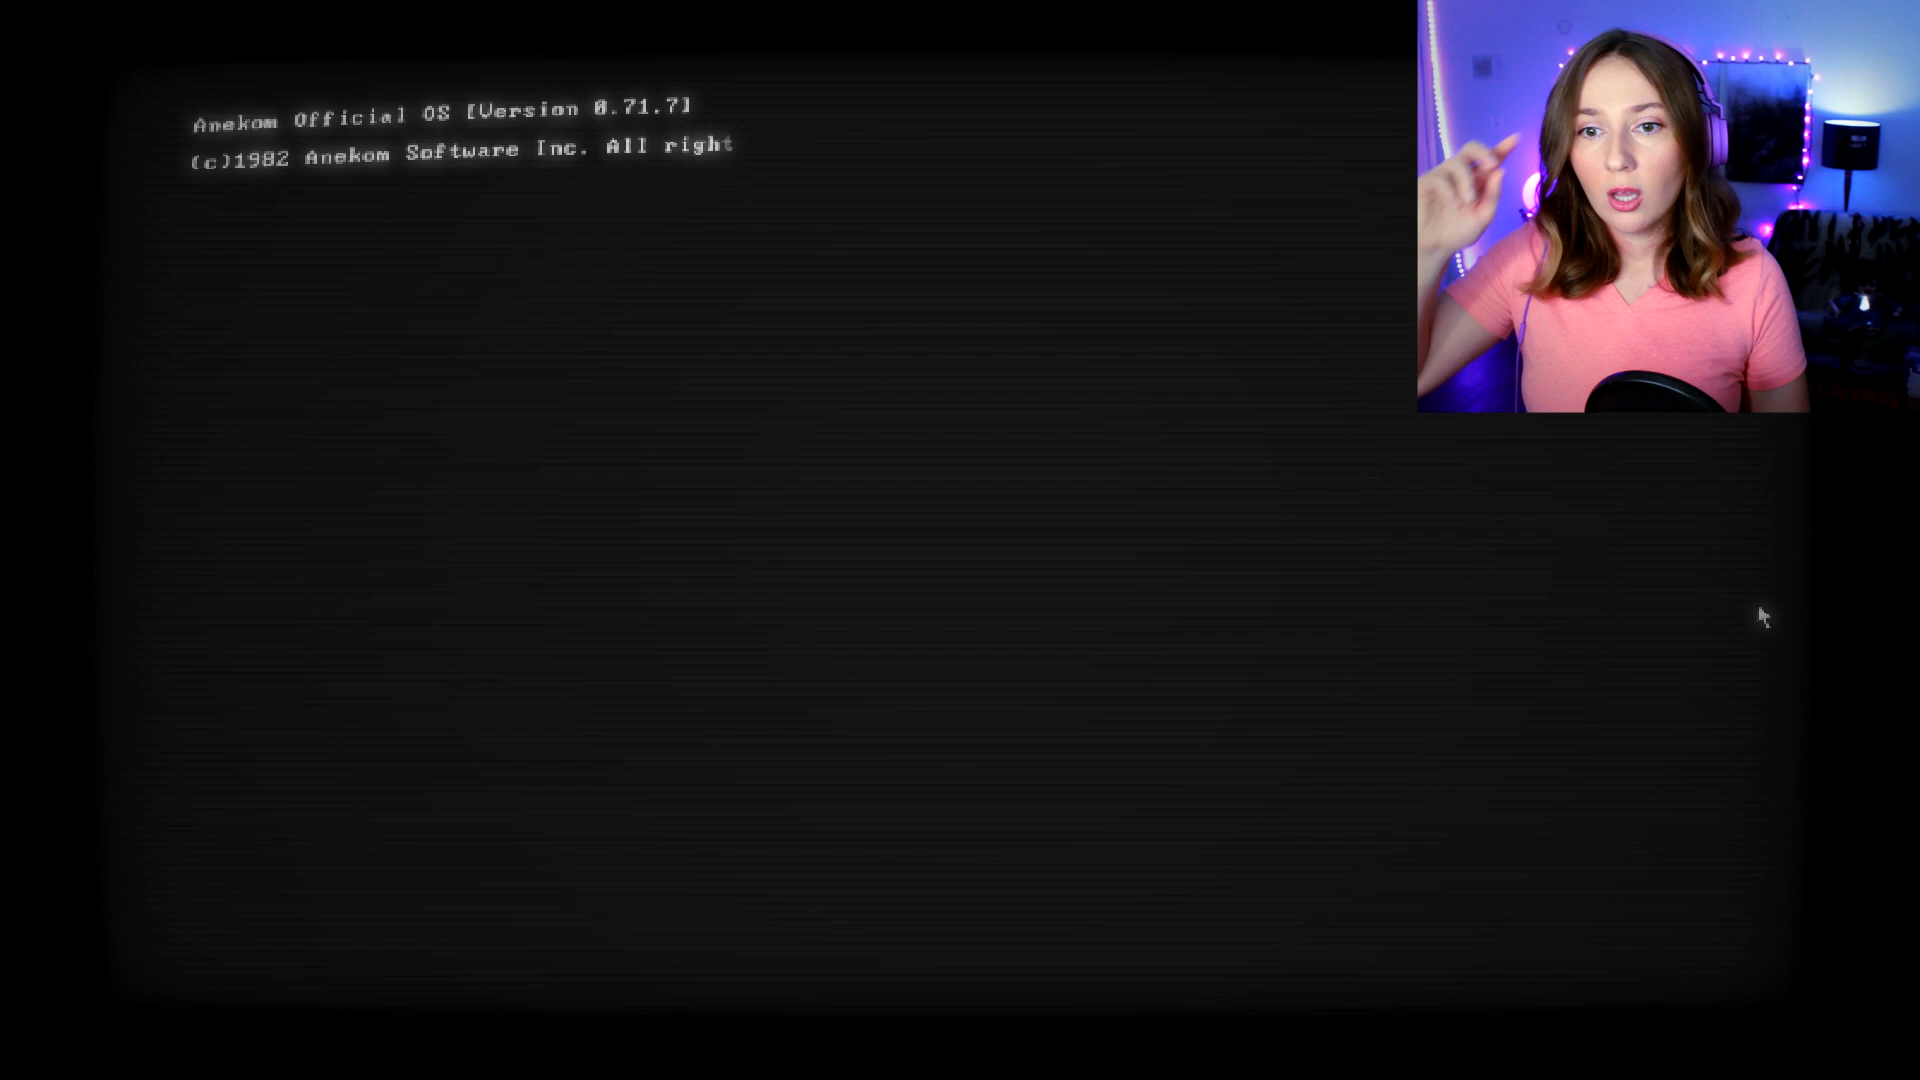 Anekom Official OS [Version 0.71.7]
(c)1982 Anekom Software Inc. All right